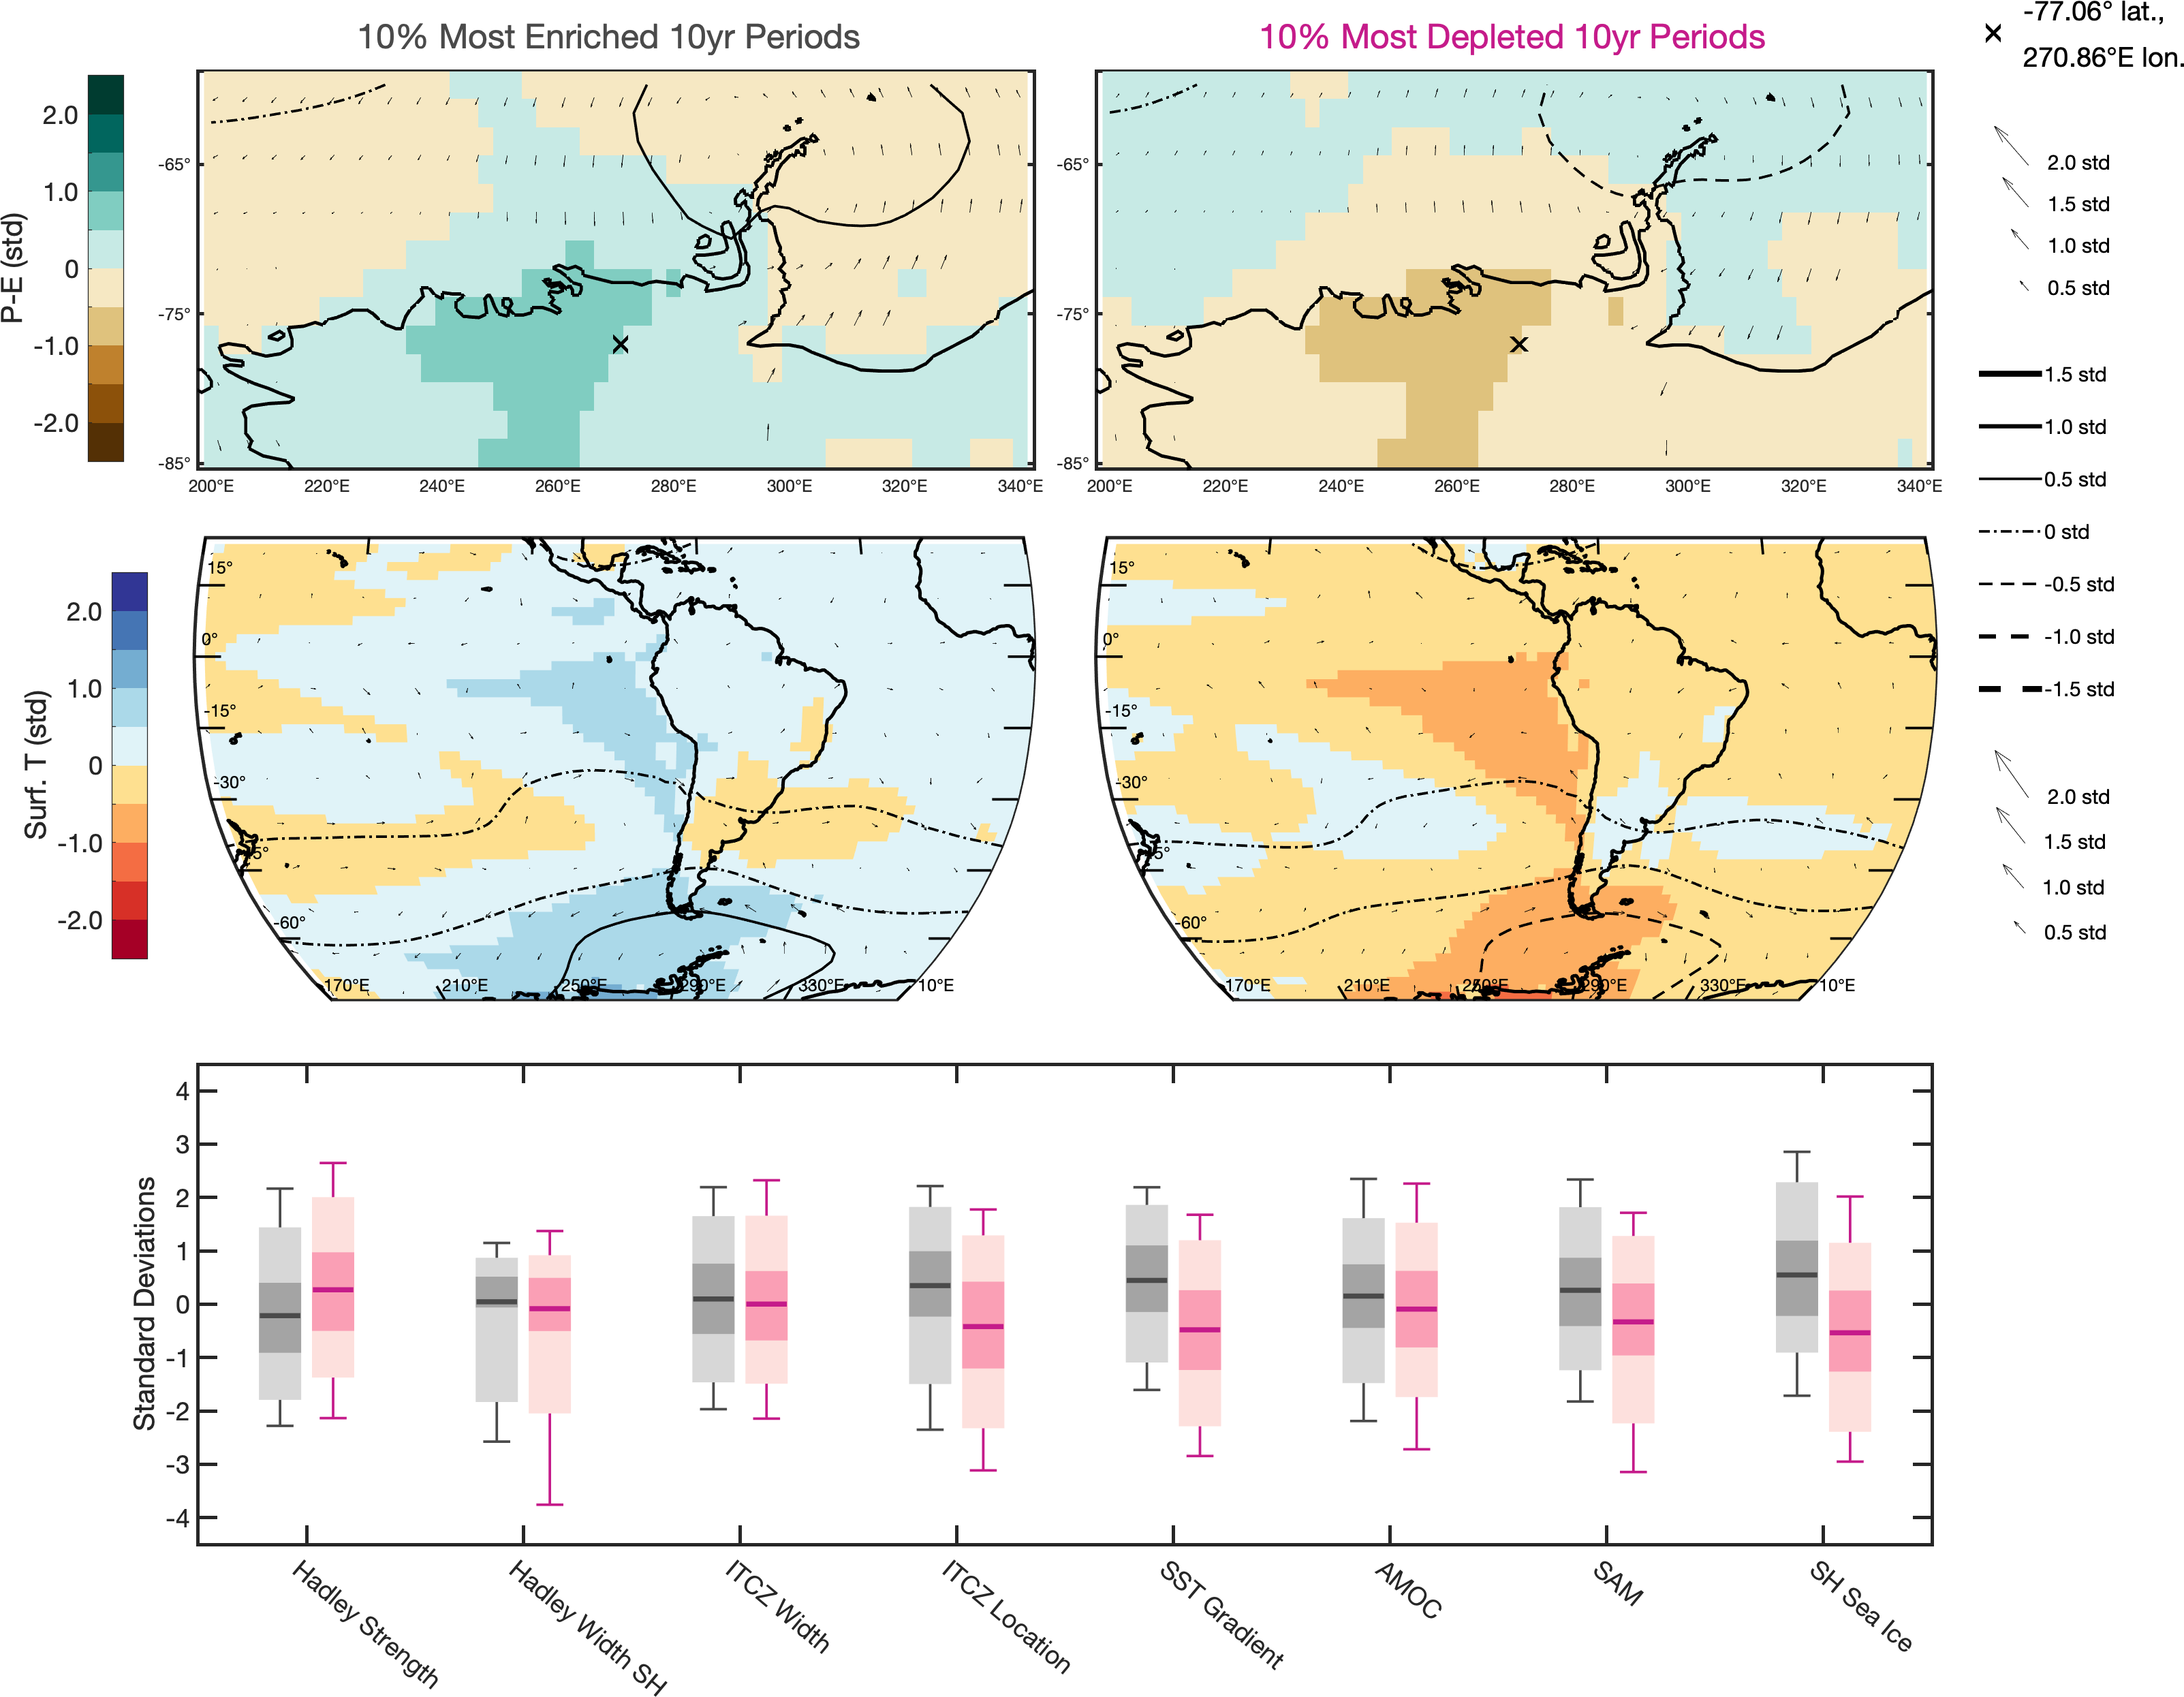 10% Most Enriched 10yr Periods
10% Most Depleted 10yr Periods
-77.06° lat.,
270.86°E lon.
P-E (std)
2.0
1.0
0
-1.0
-2.0
-65°
-75°
-85°
200°E 220°E 240°E 260°E 280°E 300°E 320°E 340°E
-65°
-75°
-85°
200°E 220°E 240°E 260°E 280°E 300°E 320°E 340°E
2.0 std
1.5 std
1.0 std
0.5 std
1.5 std
1.0 std
0.5 std
0 std
-0.5 std
-1.0 std
-1.5 std
Surf. T (std)
2.0
1.0
0
-1.0
-2.0
15°
0°
-15°
-30°
5°
-60°
170°E 210°E 250°E 290°E 330°E 10°E
15°
0°
-15°
-30°
5°
-60°
170°E 210°E 250°E 290°E 330°E 10°E
2.0 std
1.5 std
1.0 std
0.5 std
Standard Deviations
4
3
2
1
0
-1
-2
-3
-4
Hadley Strength
Hadley Width SH
ITCZ Width
ITCZ Location
SST Gradient
AMOC
SAM
SH Sea Ice